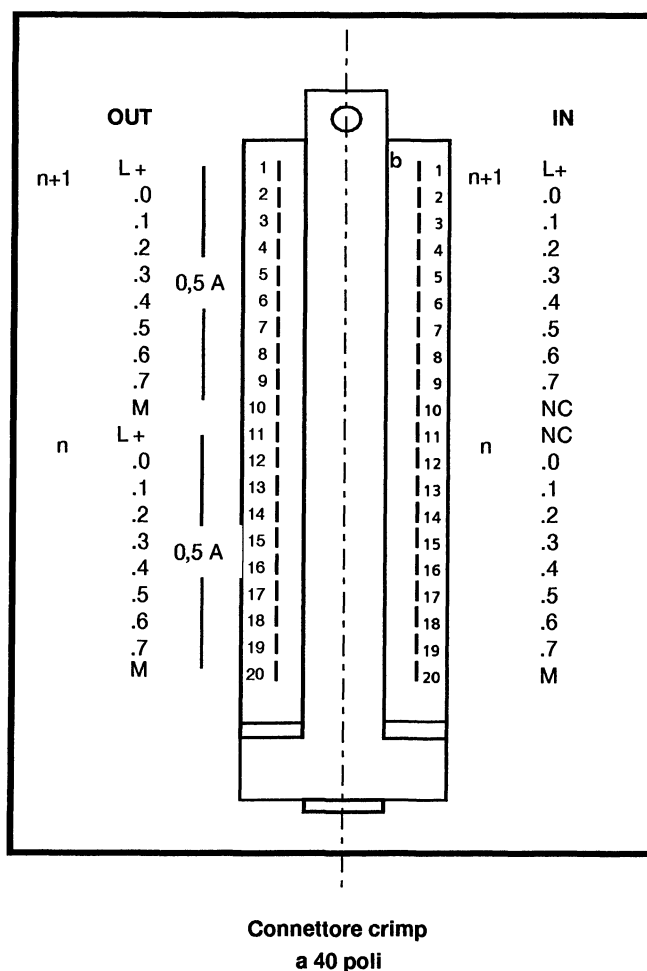 OUT IN
b
n+1 L+ 1 1 n+1 L+
.0 2 2 .0
.1 3 3 .1
.2 4 4 .2
.3 0,5 A 5 5 .3
.4 6 6 .4
.5 7 7 .5
.6 8 8 .6
.7 9 9 .7
M 10 10 NC
n L+ 11 11 n NC
.0 12 12 .0
.1 13 13 .1
.2 14 14 .2
.3 0,5 A 15 15 .3
.4 16 16 .4
.5 17 17 .5
.6 18 18 .6
.7 19 19 .7
M 20 20 M
Connettore crimp
a 40 poli